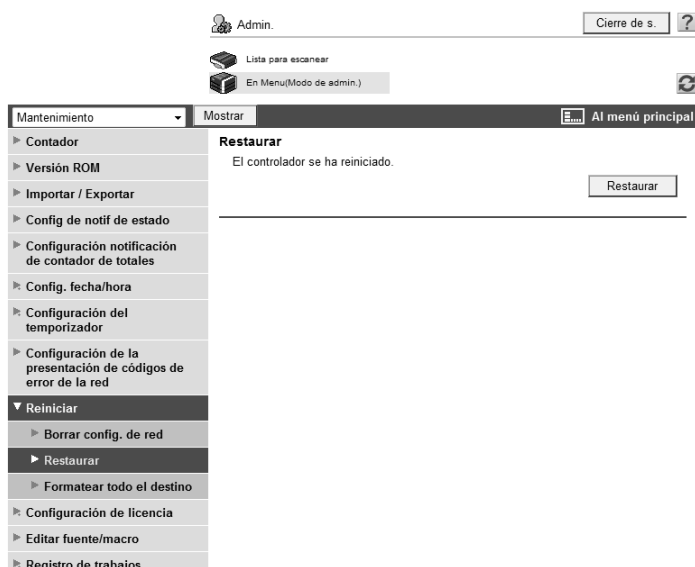 Admin.
Cierre de s.
?
Lista para escanear
En Menu(Modo de admin.)
Mantenimiento
Mostrar
Al menú principal
Contador
Versión ROM
Importar / Exportar
Config de notif de estado
Configuración notificación
de contador de totales
Config. fecha/hora
Configuración del
temporizador
Configuración de la
presentación de códigos de
error de la red
Reiniciar
Borrar config. de red
Restaurar
Formatear todo el destino
Configuración de licencia
Editar fuente/macro
Registro de trabajos
Restaurar
El controlador se ha reiniciado.
Restaurar